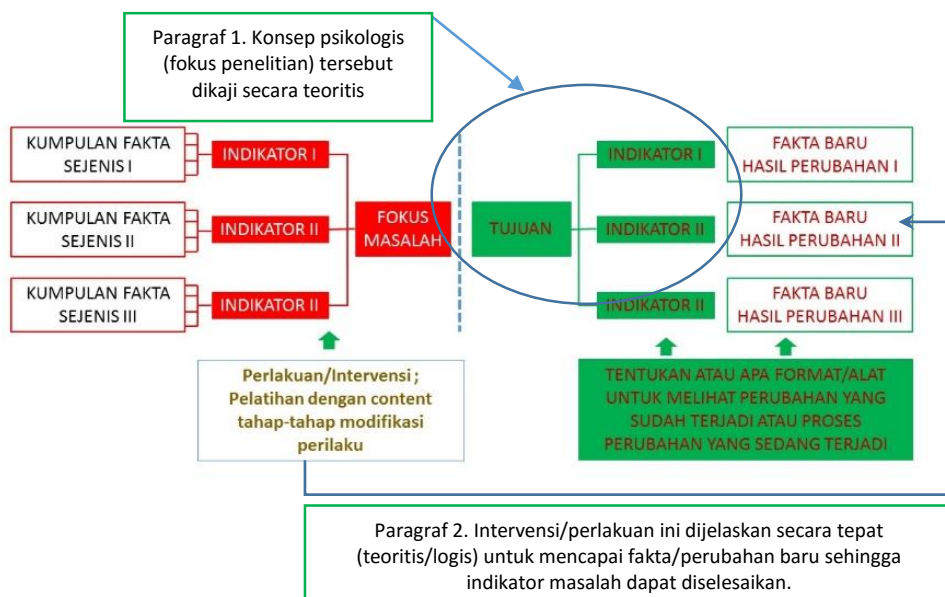 Paragraf 1. Konsep psikologis
(fokus penelitian) tersebut
dikaji secara teoritis
KUMPULAN FAKTA
SEJENIS I
INDIKATOR I
INDIKATOR I
FAKTA BARU
HASIL PERUBAHAN I
KUMPULAN FAKTA
SEJENIS II
INDIKATOR II
FOKUS
MASALAH
TUJUAN
INDIKATOR II
FAKTA BARU
HASIL PERUBAHAN II
KUMPULAN FAKTA
SEJENIS III
INDIKATOR II
INDIKATOR II
FAKTA BARU
HASIL PERUBAHAN III
Perlakuan/Intervensi ;
Pelatihan dengan content
tahap-tahap modifikasi
perilaku
TENTUKAN ATAU APA FORMAT/ALAT
UNTUK MELIHAT PERUBAHAN YANG
SUDAH TERJADI ATAU PROSES
PERUBAHAN YANG SEDANG TERJADI
Paragraf 2. Intervensi/perlakuan ini dijelaskan secara tepat
(teoritis/logis) untuk mencapai fakta/perubahan baru sehingga
indikator masalah dapat diselesaikan.